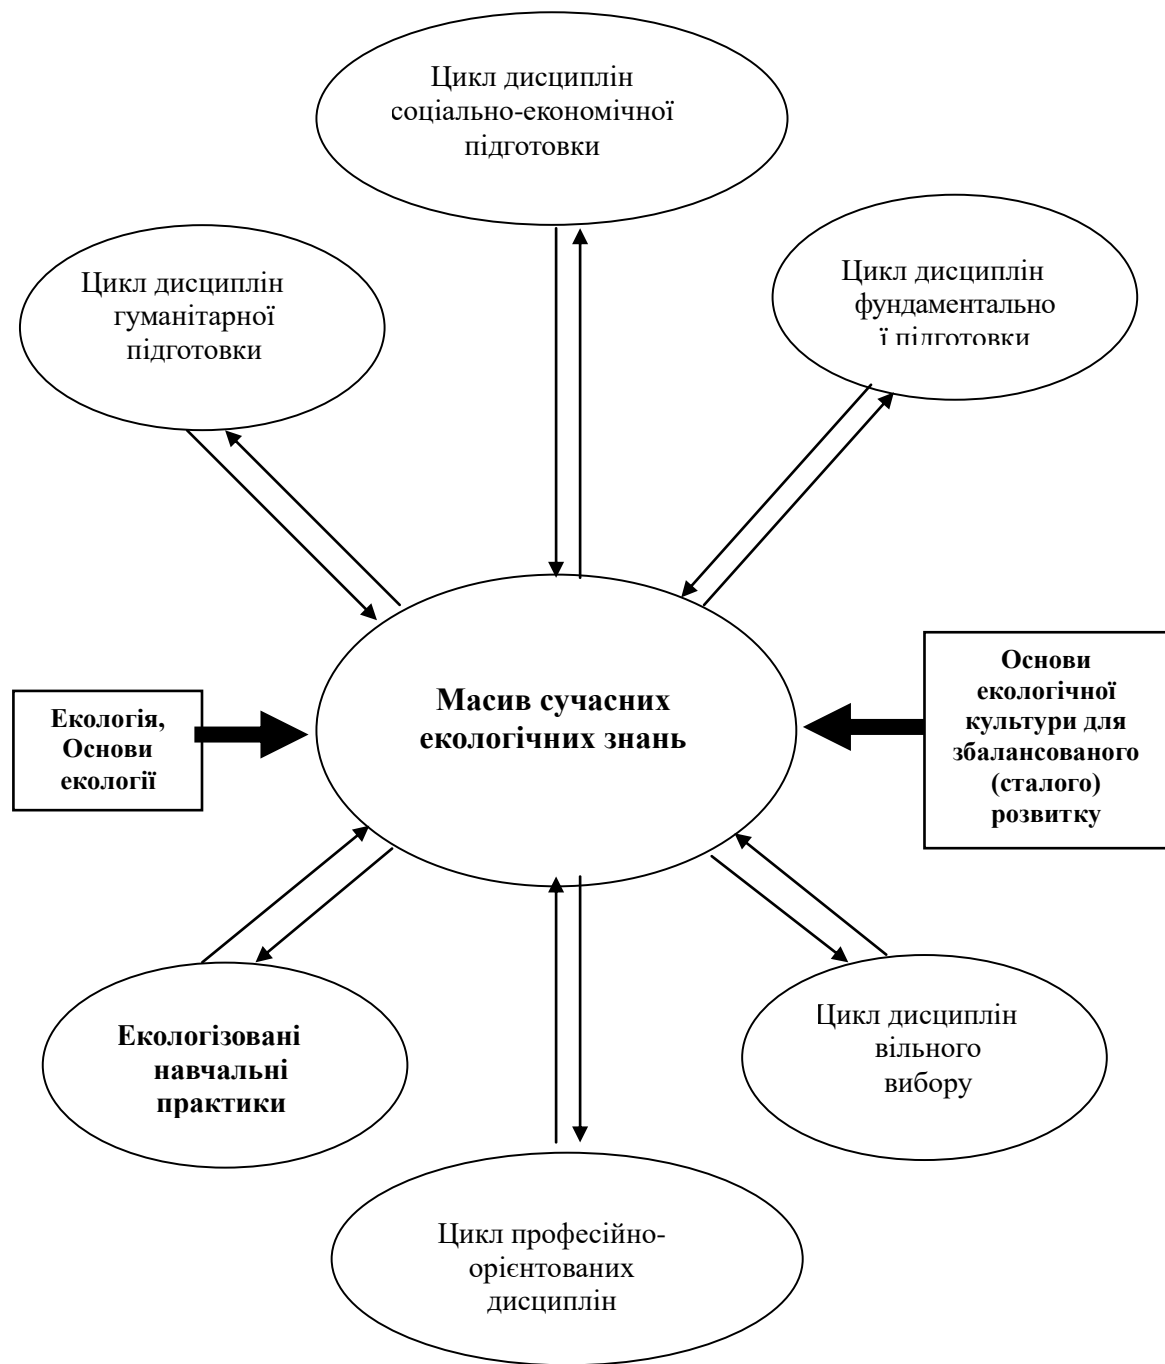 Цикл дисциплін
соціально-економічної
підготовки
Цикл дисциплін
гуманітарної
підготовки
Цикл дисциплін
фундаментально
ї підготовки
Масив сучасних
екологічних знань
Екологія,
Основи
екології
Основи
екологічної
культури для
збалансованого
(сталого)
розвитку
Екологізовані
навчальні
практики
Цикл дисциплін
вільного
вибору
Цикл професійно-
орієнтованих
дисциплін